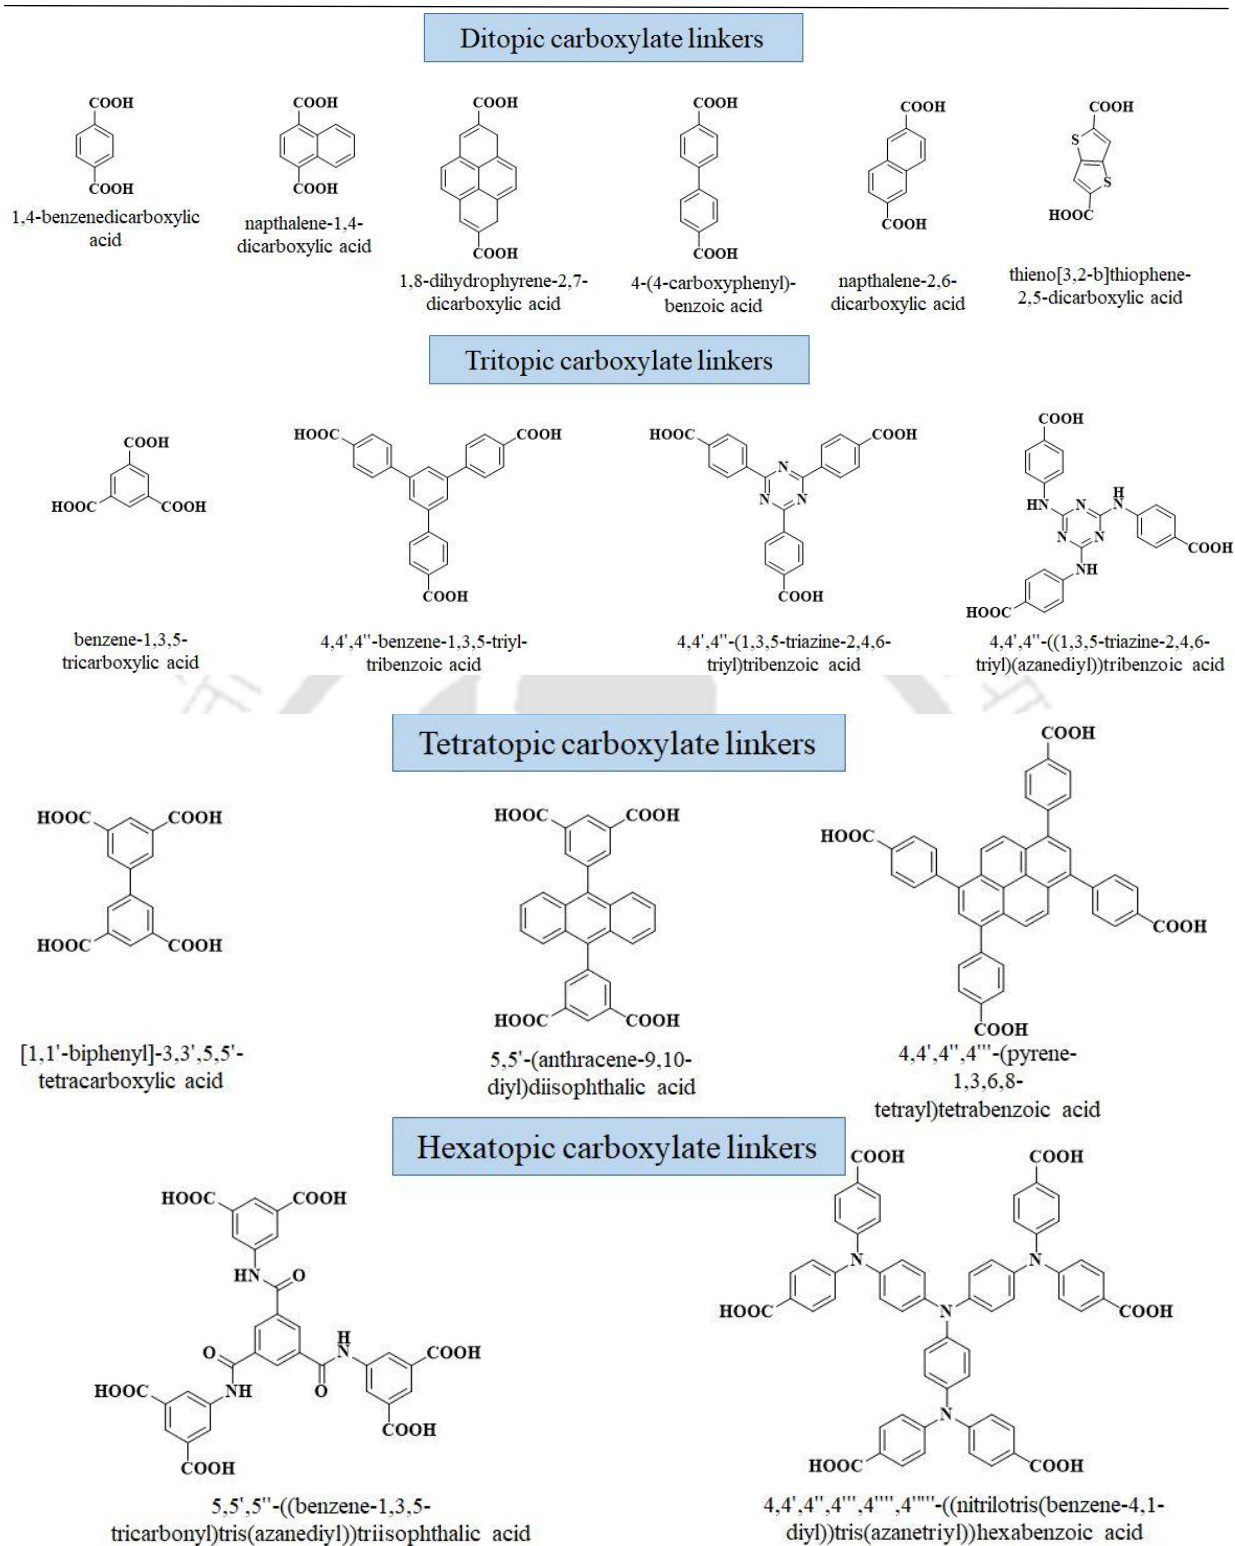 Ditopic carboxylate linkers
COOH
COOH
1,4-benzenedicarboxylic
acid
COOH
COOH
napthalene-1,4-
dicarboxylic acid
COOH
COOH
1,8-dihydrophyrene-2,7-
dicarboxylic acid
COOH
COOH
4-(4-carboxyphenyl)-
benzoic acid
COOH
COOH
napthalene-2,6-
dicarboxylic acid
COOH
S
S
HOOC
thieno[3,2-b]thiophene-
2,5-dicarboxylic acid
Tritopic carboxylate linkers
COOH
HOOC COOH
benzene-1,3,5-
tricarboxylic acid
HOOC COOH
COOH
4,4',4''-benzene-1,3,5-triyl-
tribenzoic acid
HOOC COOH
N
N N
COOH
4,4',4''-(1,3,5-triazine-2,4,6-
triyl)tribenzoic acid
COOH
H
HN N N
N N
COOH
NH
HOOC
4,4',4''-((1,3,5-triazine-2,4,6-
triyl)(azanediyl))tribenzoic acid
Tetratopic carboxylate linkers
HOOC COOH
HOOC COOH
[1,1'-biphenyl]-3,3',5,5'-
tetracarboxylic acid
HOOC COOH
HOOC COOH
5,5'-(anthracene-9,10-
diyl)diisophthalic acid
COOH
HOOC
COOH
COOH
4,4',4'',4'''-(pyrene-
1,3,6,8-
tetrayl)tetrabenzoic acid
Hexatopic carboxylate linkers
HOOC COOH
HN O
H
O N COOH
HOOC NH O
COOH
COOH
5,5',5''-((benzene-1,3,5-
tricarbonyl)tris(azanediyl))triisophthalic acid
COOH COOH
N N
HOOC N COOH
N
HOOC COOH
4,4',4'',4''',4'''',4'''''-((nitrilotris(benzene-4,1-
diyl))tris(azanetriyl))hexabenzoic acid